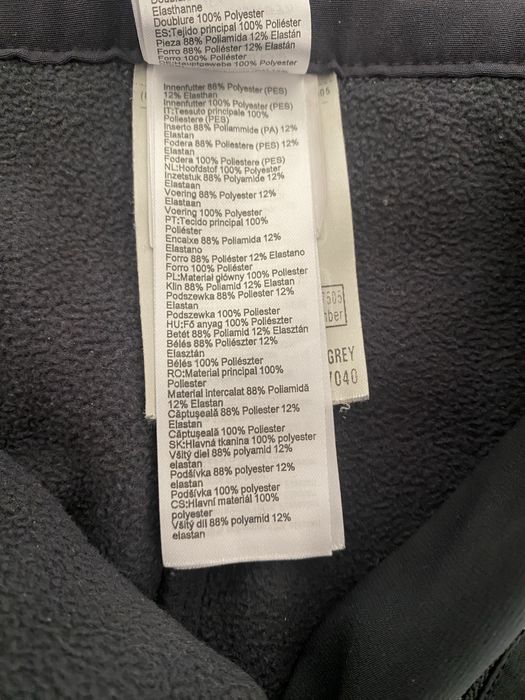 Elasthanne
Doublure 100% Polyester
ES:Tejido principal 100% Poliéster
Pieza 88% Poliamida 12% Elastán
Forro 88% Poliéster 12% Elastán
Forro 100% Poliéster
Innenfutter 88% Polyester (PES)
12% Elasthan
Innenfutter 100% Polyester (PES)
IT:Tessuto principale 100%
Poliestere (PES)
Inserto 88% Poliammide (PA) 12%
Elastan
Fodera 88% Poliestere (PES) 12%
Elastan
Fodera 100% Poliestere (PES)
NL:Hoofdstof 100% Polyester
Inzetstuk 88% Polyamide 12%
Elastaan
Voering 88% Polyester 12%
Elastaan
Voering 100% Polyester
PT:Tecido principal 100%
Poliéster
Encaixe 88% Poliamida 12%
Elastano
Forro 88% Poliéster 12% Elastano
Forro 100% Poliéster
PL:Materiał główny 100% Poliester
Klin 88% Poliamid 12% Elastan
Podszewka 88% Poliester 12%
Elastan
Podszewka 100% Poliester
HU:Fő anyag 100% Poliészter
Betét 88% Poliamid 12% Elasztán
Bélés 88% Poliészter 12%
Elasztán
Bélés 100% Poliészter
RO:Material principal 100%
Poliester
Material intercalat 88% Poliamidă
12% Elastan
Căptușeală 88% Poliester 12%
Elastan
Căptușeală 100% Poliester
SK:Hlavná tkanina 100% polyester
Všitý diel 88% polyamid 12%
elastan
Podšívka 88% polyester 12%
elastan
Podšívka 100% polyester
CS:Hlavní materiál 100%
polyester
Všitý díl 88% polyamid 12%
elastan
05
505
ber
GREY
7040